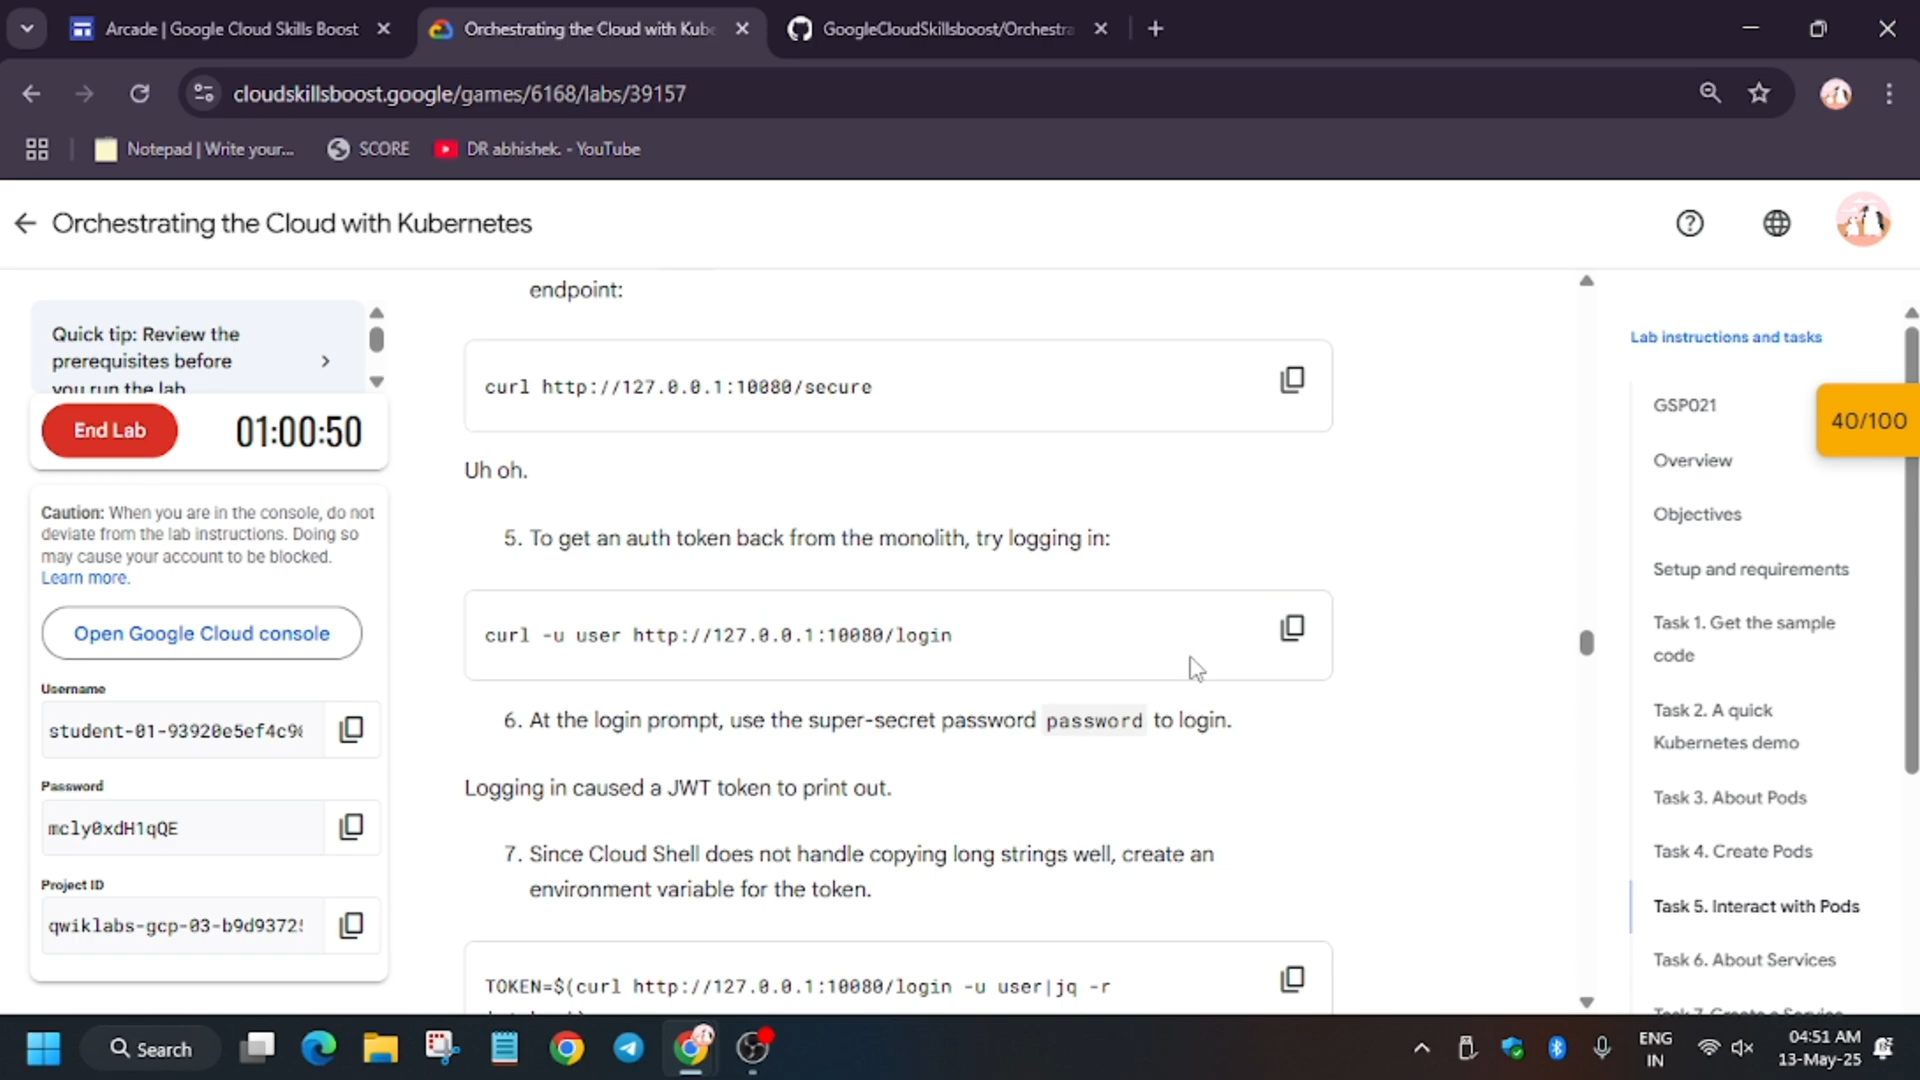 Arcade | Google Cloud Skills Boost
Orchestrating the Cloud with Kube
GoogleCloudSkillsboost/Orchestra
cloudskillsboost.google/games/6168/labs/39157
Notepad | Write your...
SCORE
DR abhishek. - YouTube
Orchestrating the Cloud with Kubernetes
Quick tip: Review the
prerequisites before
you run the lab
End Lab
01:00:50
Caution: When you are in the console, do not
deviate from the lab instructions. Doing so
may cause your account to be blocked.
Learn more.
Open Google Cloud console
Username
student-01-93920e5ef4c98
Password
mcly0xdH1qQE
Project ID
qwiklabs-gcp-03-b9d93725
endpoint:
curl http://127.0.0.1:10080/secure
Uh oh.
5. To get an auth token back from the monolith, try logging in:
curl -u user http://127.0.0.1:10080/login
6. At the login prompt, use the super-secret password password to login.
Logging in caused a JWT token to print out.
7. Since Cloud Shell does not handle copying long strings well, create an
environment variable for the token.
TOKEN=$(curl http://127.0.0.1:10080/login -u user|jq -r
Lab instructions and tasks
GSP021
40/100
Overview
Objectives
Setup and requirements
Task 1. Get the sample
code
Task 2. A quick
Kubernetes demo
Task 3. About Pods
Task 4. Create Pods
Task 5. Interact with Pods
Task 6. About Services
Task 7. Create a Service
Search
ENG
IN
04:51 AM
13-May-25